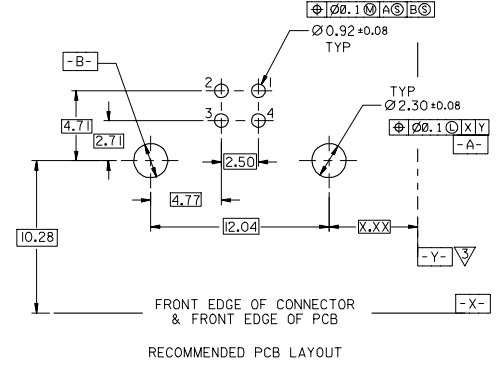 ⌖ Ø0.1 Ⓜ A Ⓢ B Ⓢ
Ø 0.92 ±0.08
TYP
-B-
2 1
3 4
TYP
Ø 2.30 ±0.08
⌖ Ø0.1 Ⓛ X Y
-A-
4.71
2.71
2.50
4.77
12.04
X.XX
10.28
-Y- 3
-X-
FRONT EDGE OF CONNECTOR
& FRONT EDGE OF PCB
RECOMMENDED PCB LAYOUT